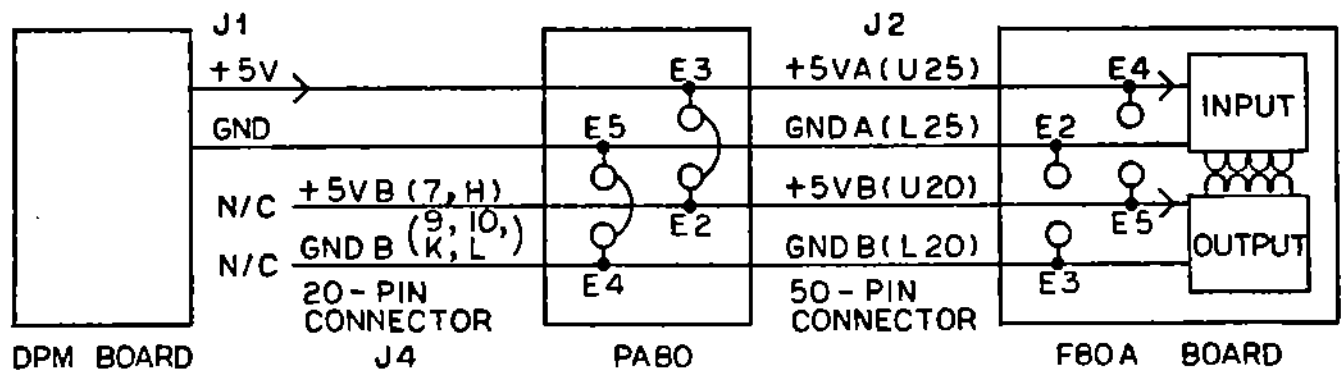 J1
J2
+5V
E3
+5VA (U25)
E4
INPUT
GND
E5
GND A (L25)
E2
N/C
+5VB (7, H)
E2
+5VB (U20)
E5
N/C
GND B (9, 10, K, L)
E4
GND B (L20)
E3
OUTPUT
20-PIN
CONNECTOR
50-PIN
CONNECTOR
DPM BOARD
J4
PA80
F80A BOARD